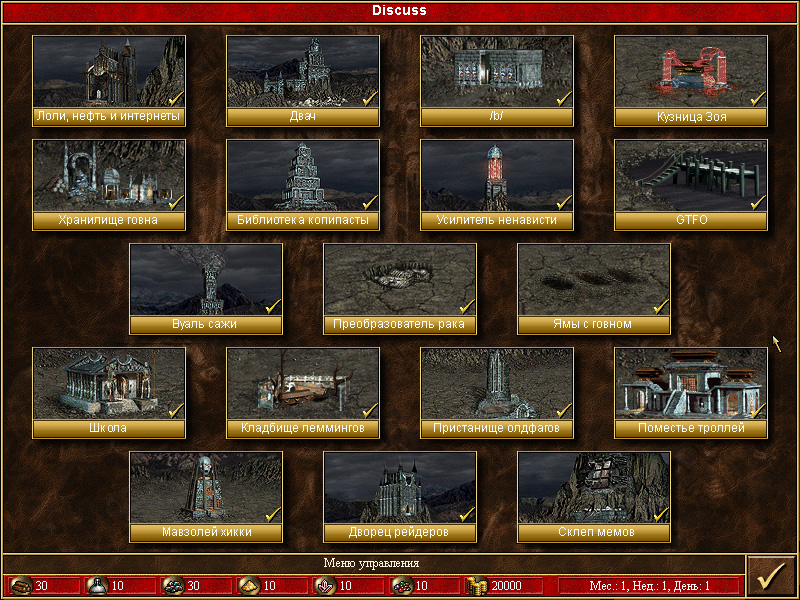 Discuss
Лоли, нефть и интернеты
Двач
/b/
Кузница Зоя
Хранилище говна
Библиотека копипасты
Усилитель ненависти
GTFO
Вуаль сажи
Преобразователь рака
Ямы с говном
Школа
Кладбище леммингов
Пристанище олдфагов
Поместье троллей
Мавзолей хикки
Дворец рейдеров
Склеп мемов
Меню управления
30 10 30 10 10 10 20000 Мес.: 1, Нед.: 1, День: 1